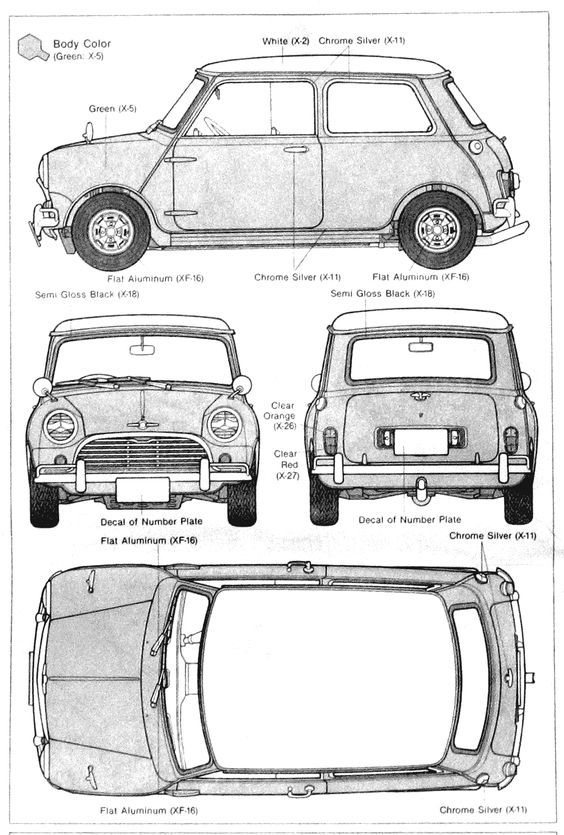 Body Color
(Green: X-5)
White (X-2)
Chrome Silver (X-11)
Green (X-5)
Flat Aluminum (XF-16)
Chrome Silver (X-11)
Flat Aluminum (XF-16)
Semi Gloss Black (X-18)
Semi Gloss Black (X-18)
Clear
Orange
(X-26)
Clear
Red
(X-27)
Decal of Number Plate
Decal of Number Plate
Flat Aluminum (XF-16)
Chrome Silver (X-11)
Flat Aluminum (XF-16)
Chrome Silver (X-11)